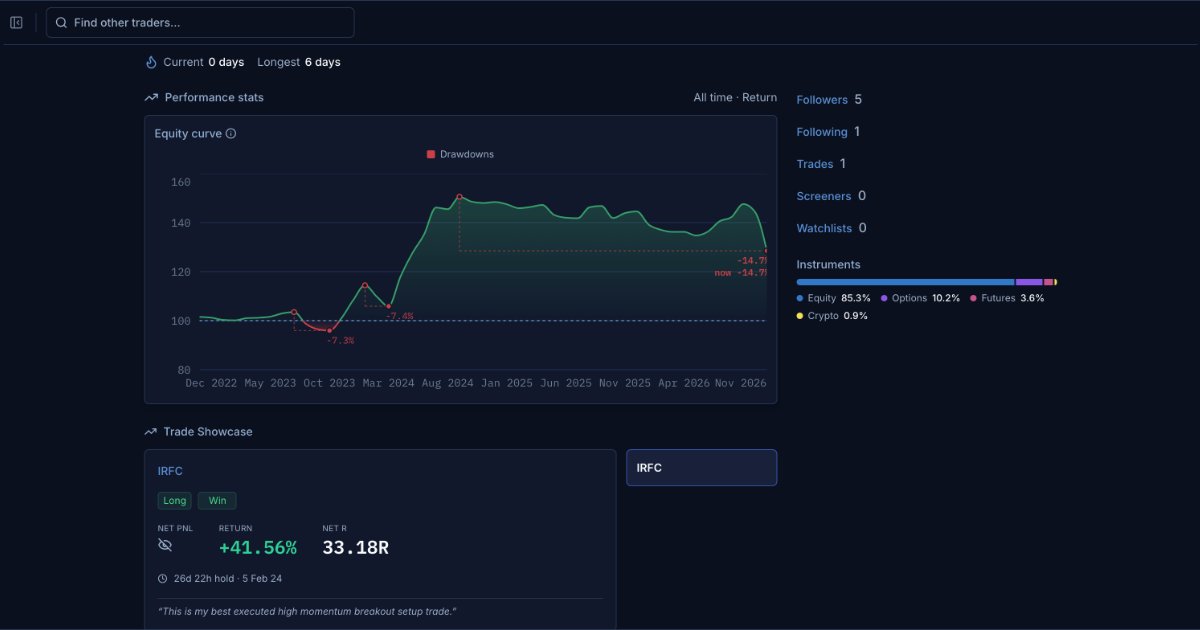 Find other traders...
Current 0 days Longest 6 days
Performance stats
All time · Return
Equity curve
Drawdowns
160
140
120
100
80
-7.3%
-7.4%
-14.7
now -14.7
Dec 2022 May 2023 Oct 2023 Mar 2024 Aug 2024 Jan 2025 Jun 2025 Nov 2025 Apr 2026 Nov 2026
Followers 5
Following 1
Trades 1
Screeners 0
Watchlists 0
Instruments
Equity 85.3% Options 10.2% Futures 3.6%
Crypto 0.9%
Trade Showcase
IRFC
Long Win
NET PNL RETURN NET R
+41.56% 33.18R
26d 22h hold · 5 Feb 24
“This is my best executed high momentum breakout setup trade.”
IRFC